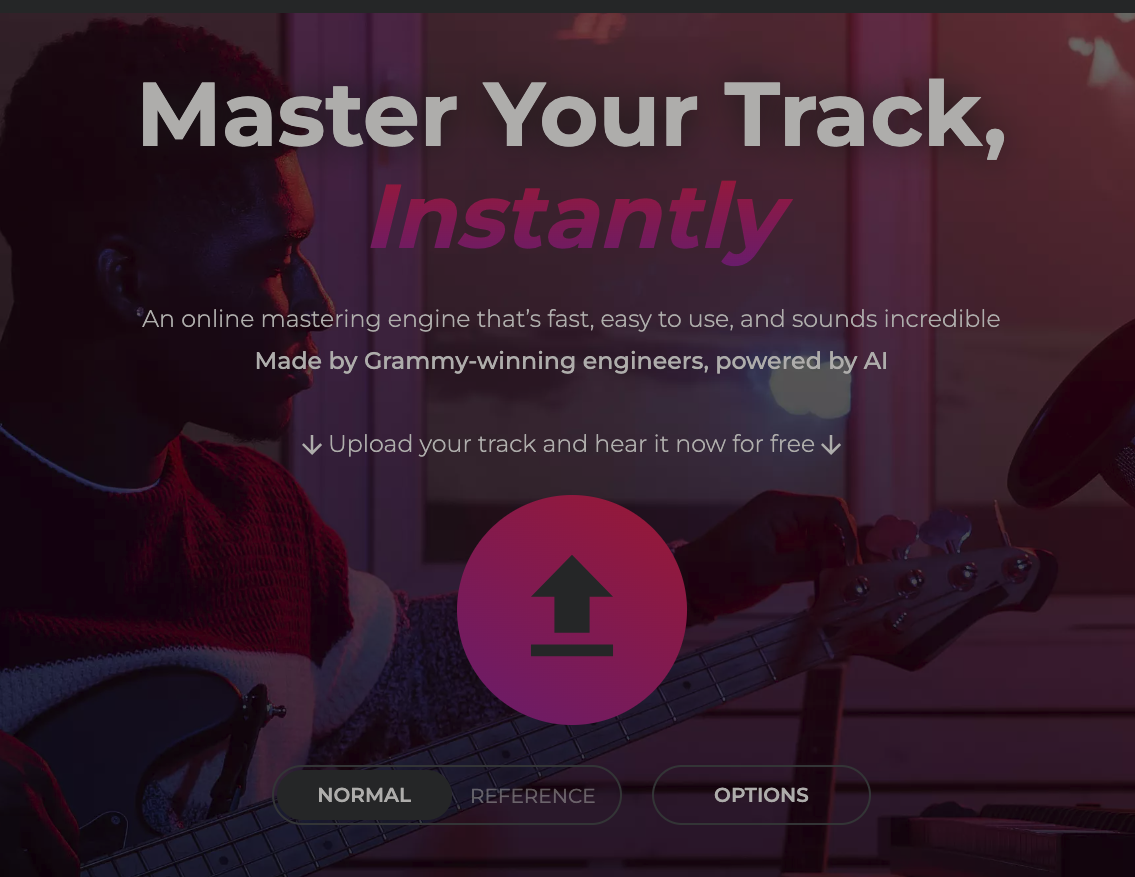 Master Your Track,
Instantly
An online mastering engine that’s fast, easy to use, and sounds incredible
Made by Grammy-winning engineers, powered by AI
↓ Upload your track and hear it now for free ↓
NORMAL REFERENCE OPTIONS